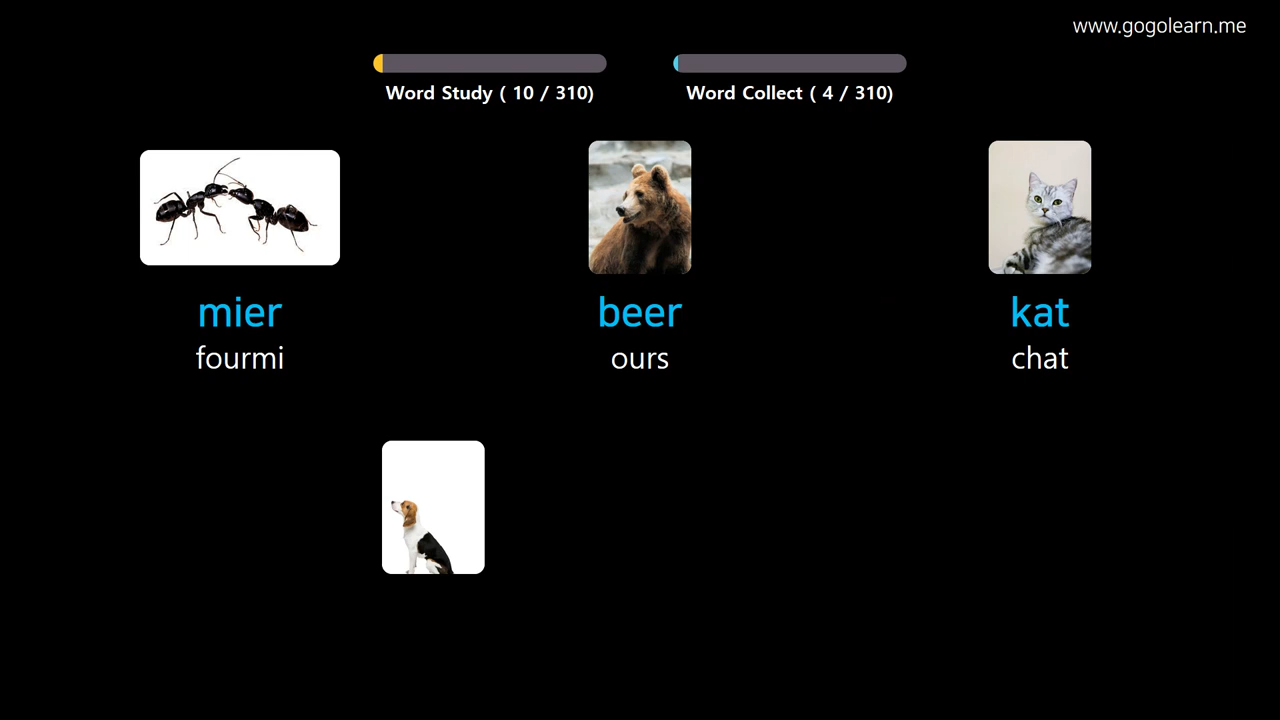 www.gogolearn.me
Word Study ( 10 / 310)
Word Collect ( 4 / 310)
mier
fourmi
beer
ours
kat
chat